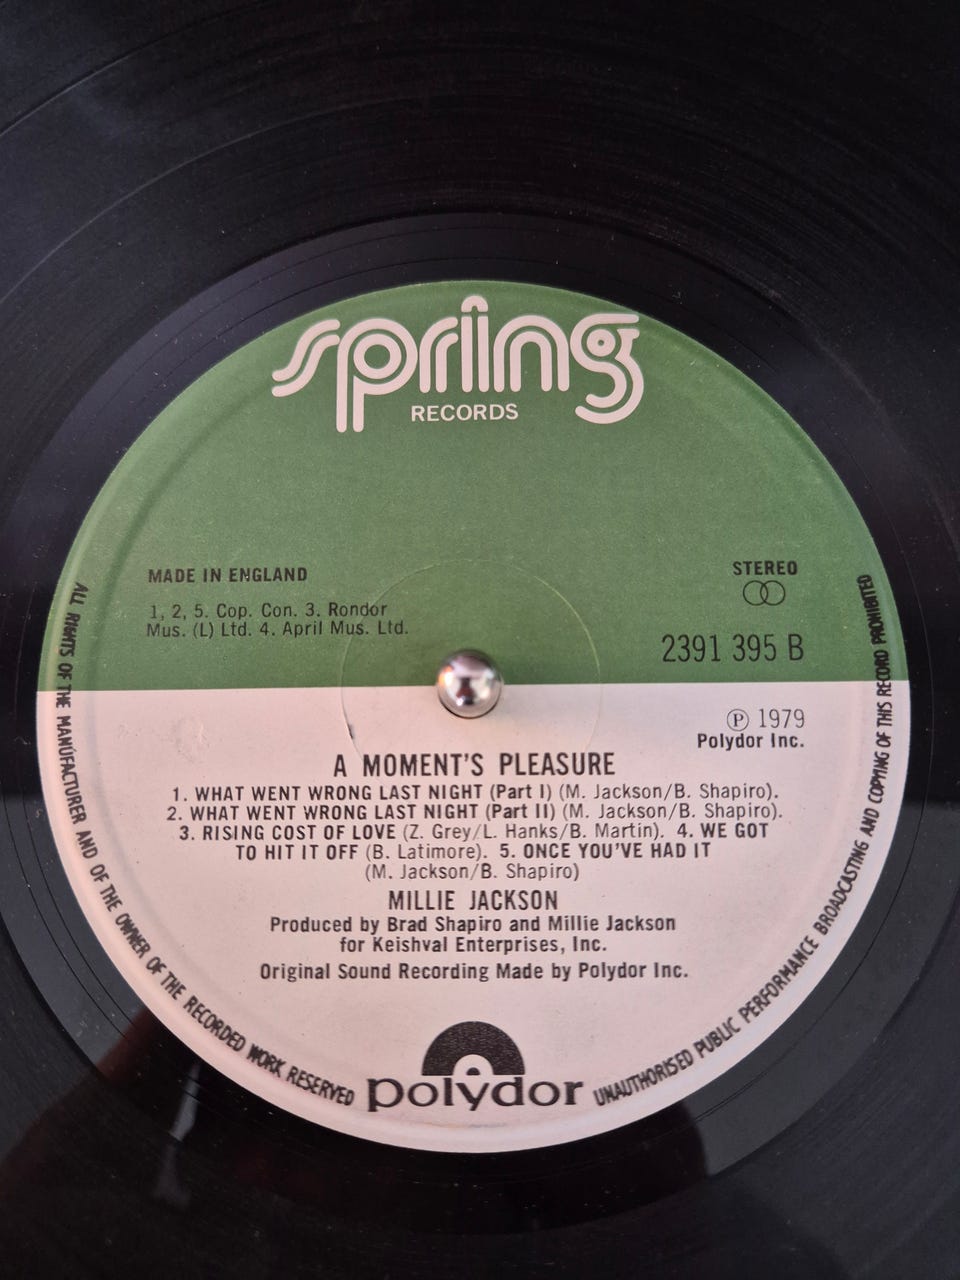 spring
RECORDS
MADE IN ENGLAND
1, 2, 5. Cop. Con. 3. Rondor
Mus. (L) Ltd. 4. April Mus. Ltd.
STEREO
2391 395 B
Ⓟ 1979
Polydor Inc.
A MOMENT'S PLEASURE
1. WHAT WENT WRONG LAST NIGHT (Part I) (M. Jackson/B. Shapiro).
2. WHAT WENT WRONG LAST NIGHT (Part II) (M. Jackson/B. Shapiro).
3. RISING COST OF LOVE (Z. Grey/L. Hanks/B. Martin). 4. WE GOT
TO HIT IT OFF (B. Latimore). 5. ONCE YOU'VE HAD IT
(M. Jackson/B. Shapiro)
MILLIE JACKSON
Produced by Brad Shapiro and Millie Jackson
for Keishval Enterprises, Inc.
Original Sound Recording Made by Polydor Inc.
polydor
ALL RIGHTS OF THE MANUFACTURER AND OF THE OWNER OF THE RECORDED WORK RESERVED
UNAUTHORISED PUBLIC PERFORMANCE BROADCASTING AND COPYING OF THIS RECORD PROHIBITED